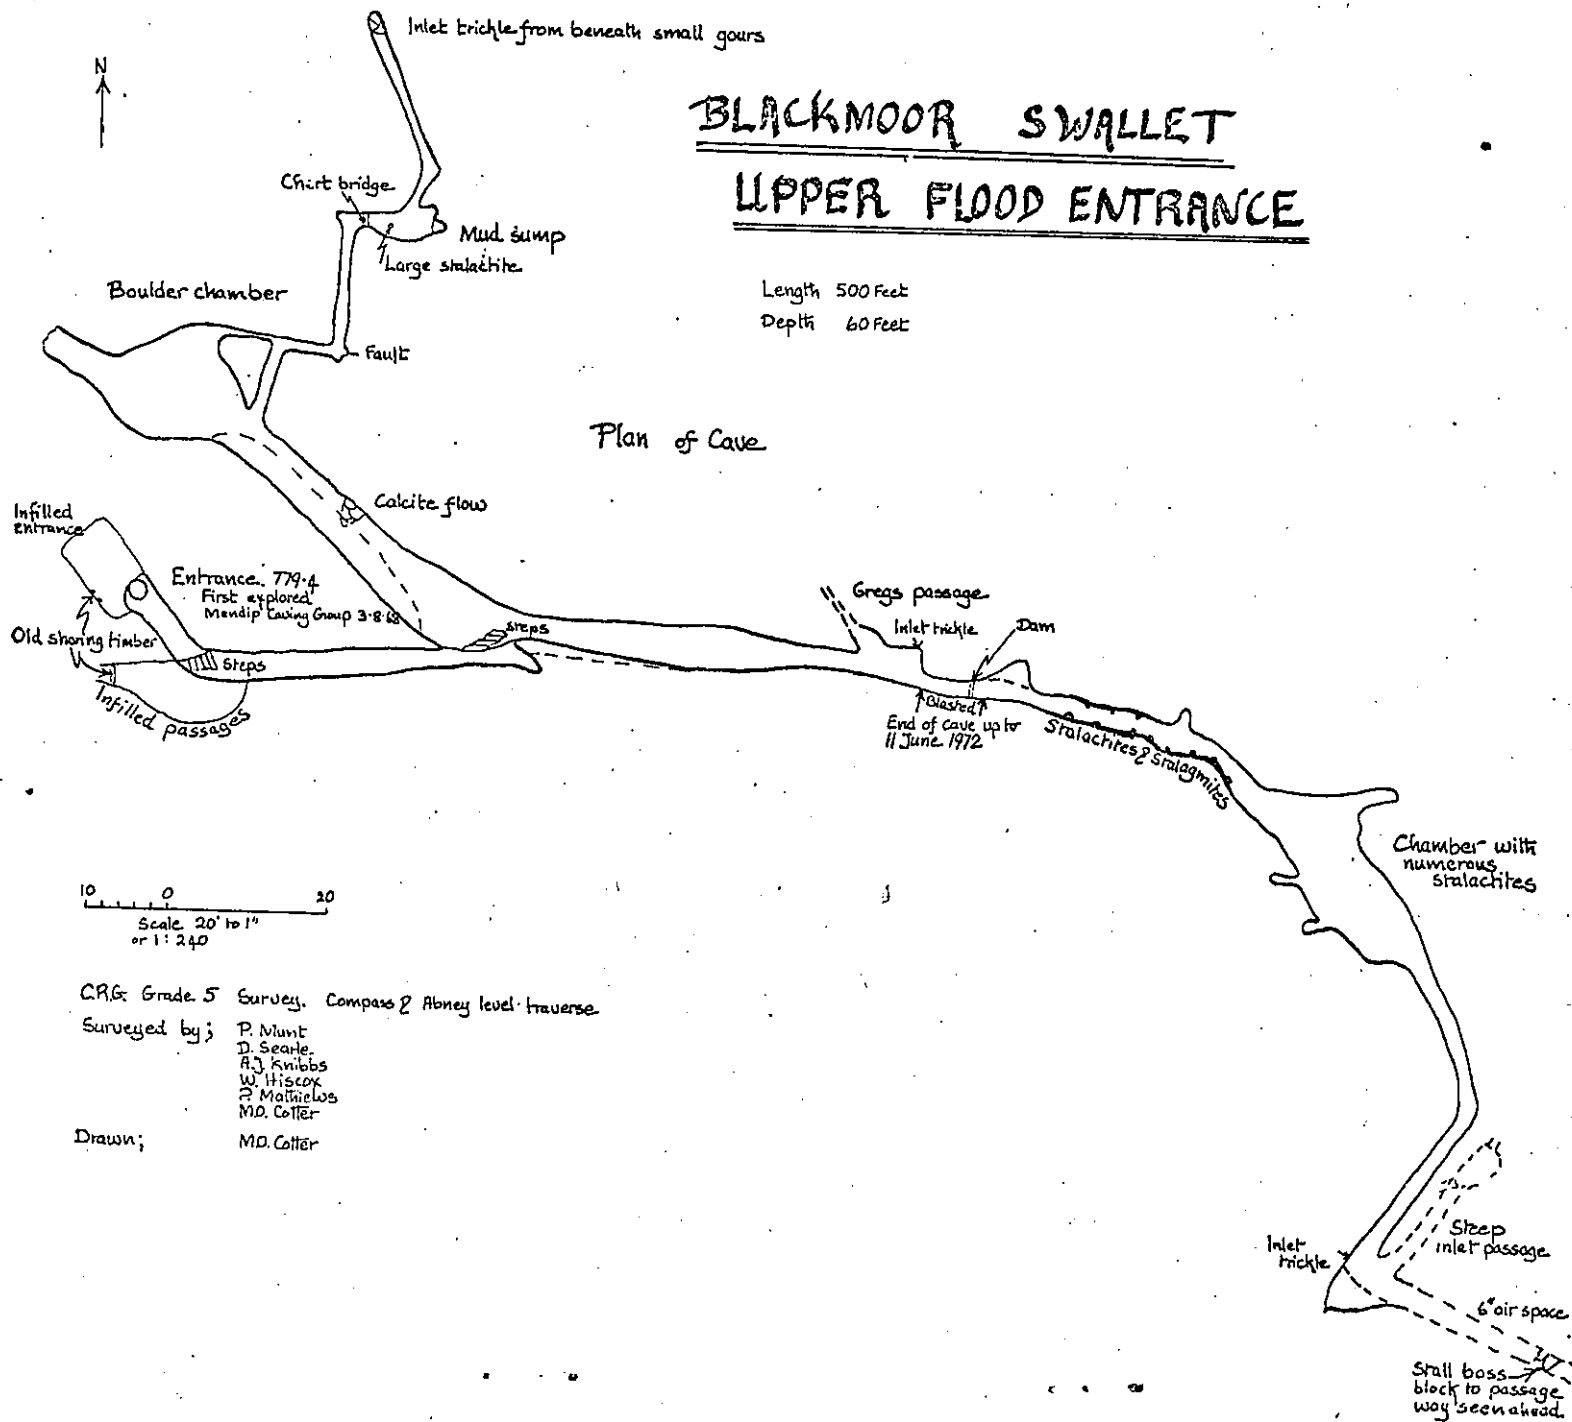 Inlet trickle from beneath small gours
N
BLACKMOOR SWALLET
UPPER FLOOD ENTRANCE
Chert bridge
Mud sump
Large stalactite
Length 500 Feet
Depth 60 Feet
Boulder chamber
Fault
Plan of Cave
Calcite flow
Infilled
entrance
Entrance. 779.4
First explored
Mendip Caving Group 3.8.68
Old shoring timber
Steps
Infilled passages
steps
Gregs passage
Inlet trickle
Dam
Blasted
End of cave up to
11 June 1972
Stalactites & Stalagmites
Chamber with
numerous
stalactites
10 0 20
Scale 20' to 1"
or 1:240
C.R.G. Grade 5 Survey. Compass & Abney level traverse
Surveyed by; P. Munt
D. Searle
A.J. Knibbs
W. Hiscox
P. Mathiews
M.D. Cotter
Drawn; M.D. Cotter
Steep
inlet passage
Inlet
trickle
6" air space
Stall boss
block to passage
way seen ahead.